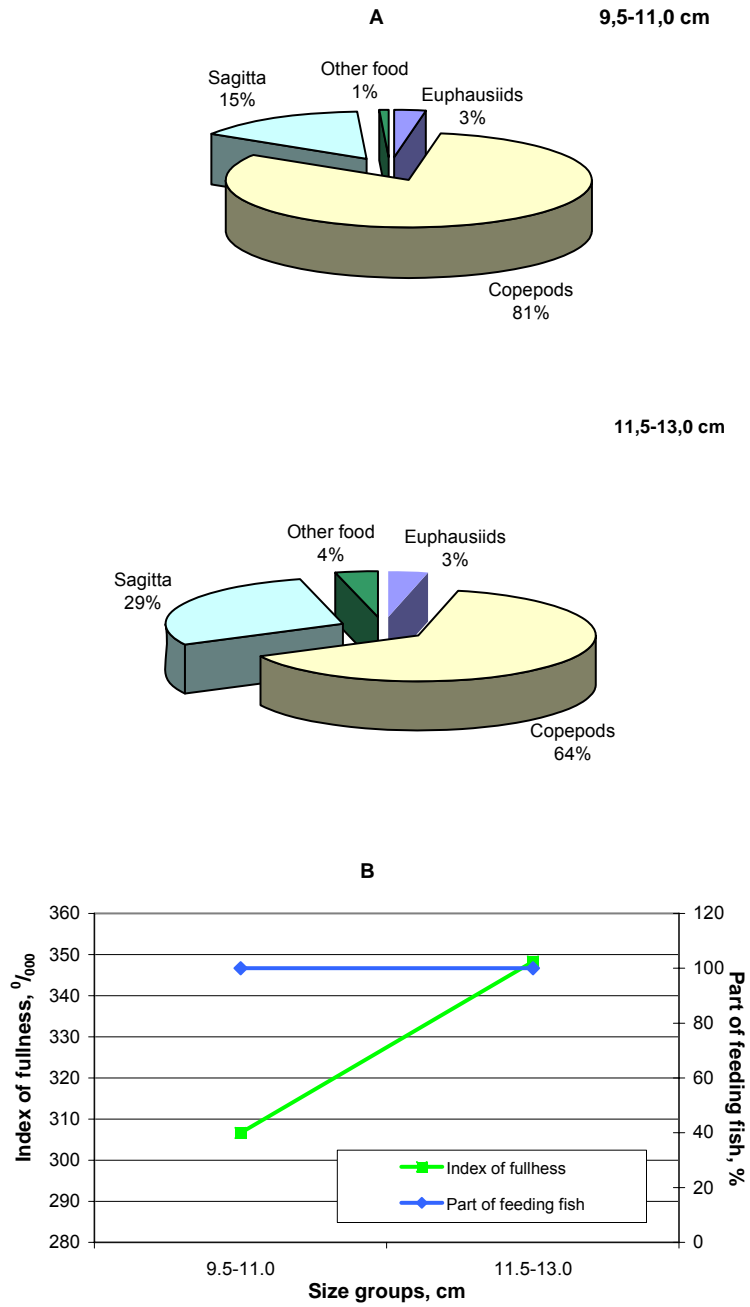 A
9,5-11,0 cm
Sagitta
15%
Other food
1%
Euphausiids
3%
Copepods
81%
11,5-13,0 cm
Sagitta
29%
Other food
4%
Euphausiids
3%
Copepods
64%
B
Index of fullness, 0/000
360
350
340
330
320
310
300
290
280
120
100
80
60
40
20
0
Part of feeding fish, %
Index of fullhess
Part of feeding fish
9.5-11.0
11.5-13.0
Size groups, cm